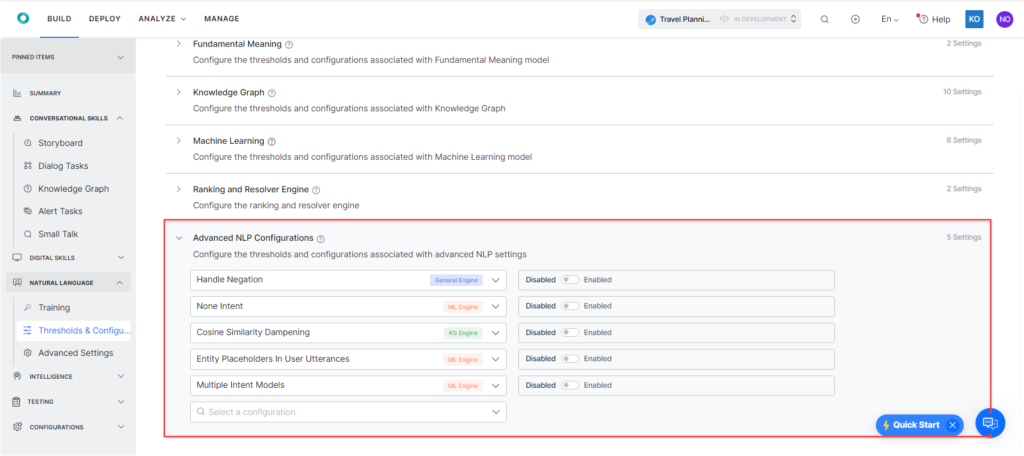 BUILD DEPLOY ANALYZE MANAGE Travel Planni... </> IN DEVELOPMENT En Help KO NO
PINNED ITEMS
SUMMARY
CONVERSATIONAL SKILLS
Storyboard
Dialog Tasks
Knowledge Graph
Alert Tasks
Small Talk
DIGITAL SKILLS
NATURAL LANGUAGE
Training
Thresholds & Configu...
Advanced Settings
INTELLIGENCE
TESTING
CONFIGURATIONS
Fundamental Meaning ? 2 Settings
Configure the thresholds and configurations associated with Fundamental Meaning model
Knowledge Graph ? 10 Settings
Configure the thresholds and configurations associated with Knowledge Graph
Machine Learning ? 8 Settings
Configure the thresholds and configurations associated with Machine Learning model
Ranking and Resolver Engine ? 2 Settings
Configure the ranking and resolver engine
Advanced NLP Configurations ? 5 Settings
Configure the thresholds and configurations associated with advanced NLP settings
Handle Negation General Engine Disabled Enabled
None Intent ML Engine Disabled Enabled
Cosine Similarity Dampening KG Engine Disabled Enabled
Entity Placeholders In User Utterances ML Engine Disabled Enabled
Multiple Intent Models ML Engine Disabled Enabled
Select a configuration
Quick Start